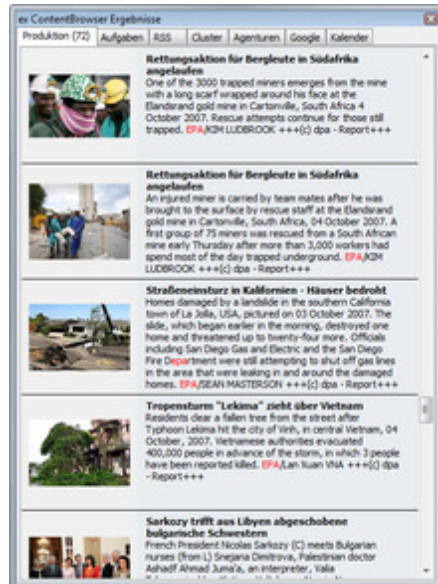 ex ContentBrowser Ergebnisse
Produktion (72) Aufgaben RSS Cluster Agenturen Google Kalender
Rettungsaktion für Bergleute in Südafrika
angelaufen
One of the 3000 trapped miners emerges from the mine
with a long scarf wrapped around his face at the
Elandsrand gold mine in Cartonville, South Africa 4
October 2007. Rescue attempts continue for those still
trapped. EPA/KIM LUDBROOK +++(c) dpa - Report+++
Rettungsaktion für Bergleute in Südafrika
angelaufen
An injured miner is carried by team mates after he was
brought to the surface by rescue staff at the Elandsrand
gold mine in Cartonville, South Africa, 04 October 2007. A
first group of 75 miners was rescued from a South African
mine early Thursday after more than 3,000 workers had
spend most of the day trapped underground. EPA/KIM
LUDBROOK +++(c) dpa - Report+++
Straßeneinsturz in Kalifornien - Häuser bedroht
Homes damaged by a landslide in the southern California
town of La Jolla, USA, pictured on 03 October 2007. The
slide, which began earlier in the morning, destroyed one
home and threatened up to twenty-four more. Officials
including San Diego Gas and Electric and the San Diego
Fire Department were still attempting to shut off gas lines
in the area that were leaking in and around the damaged
homes. EPA/SEAN MASTERSON +++(c) dpa - Report+++
Tropensturm "Lekima" zieht über Vietnam
Residents clear a fallen tree from the street after
Typhoon Lekima hit the city of Vinh, in central Vietnam, 04
October, 2007. Vietnamese authorities evacuated
400,000 people in advance of the storm, in which 3 people
have been reported killed. EPA/Lan Xuan VNA +++(c) dpa
- Report+++
Sarkozy trifft aus Libyen abgeschobene
bulgarische Schwestern
French President Nicolas Sarkozy (C) meets Bulgarian
nurses (from L) Snejana Dimitrova, Palestinian doctor
Ashadf Ahmad Juma'a, an interpreter, Valia